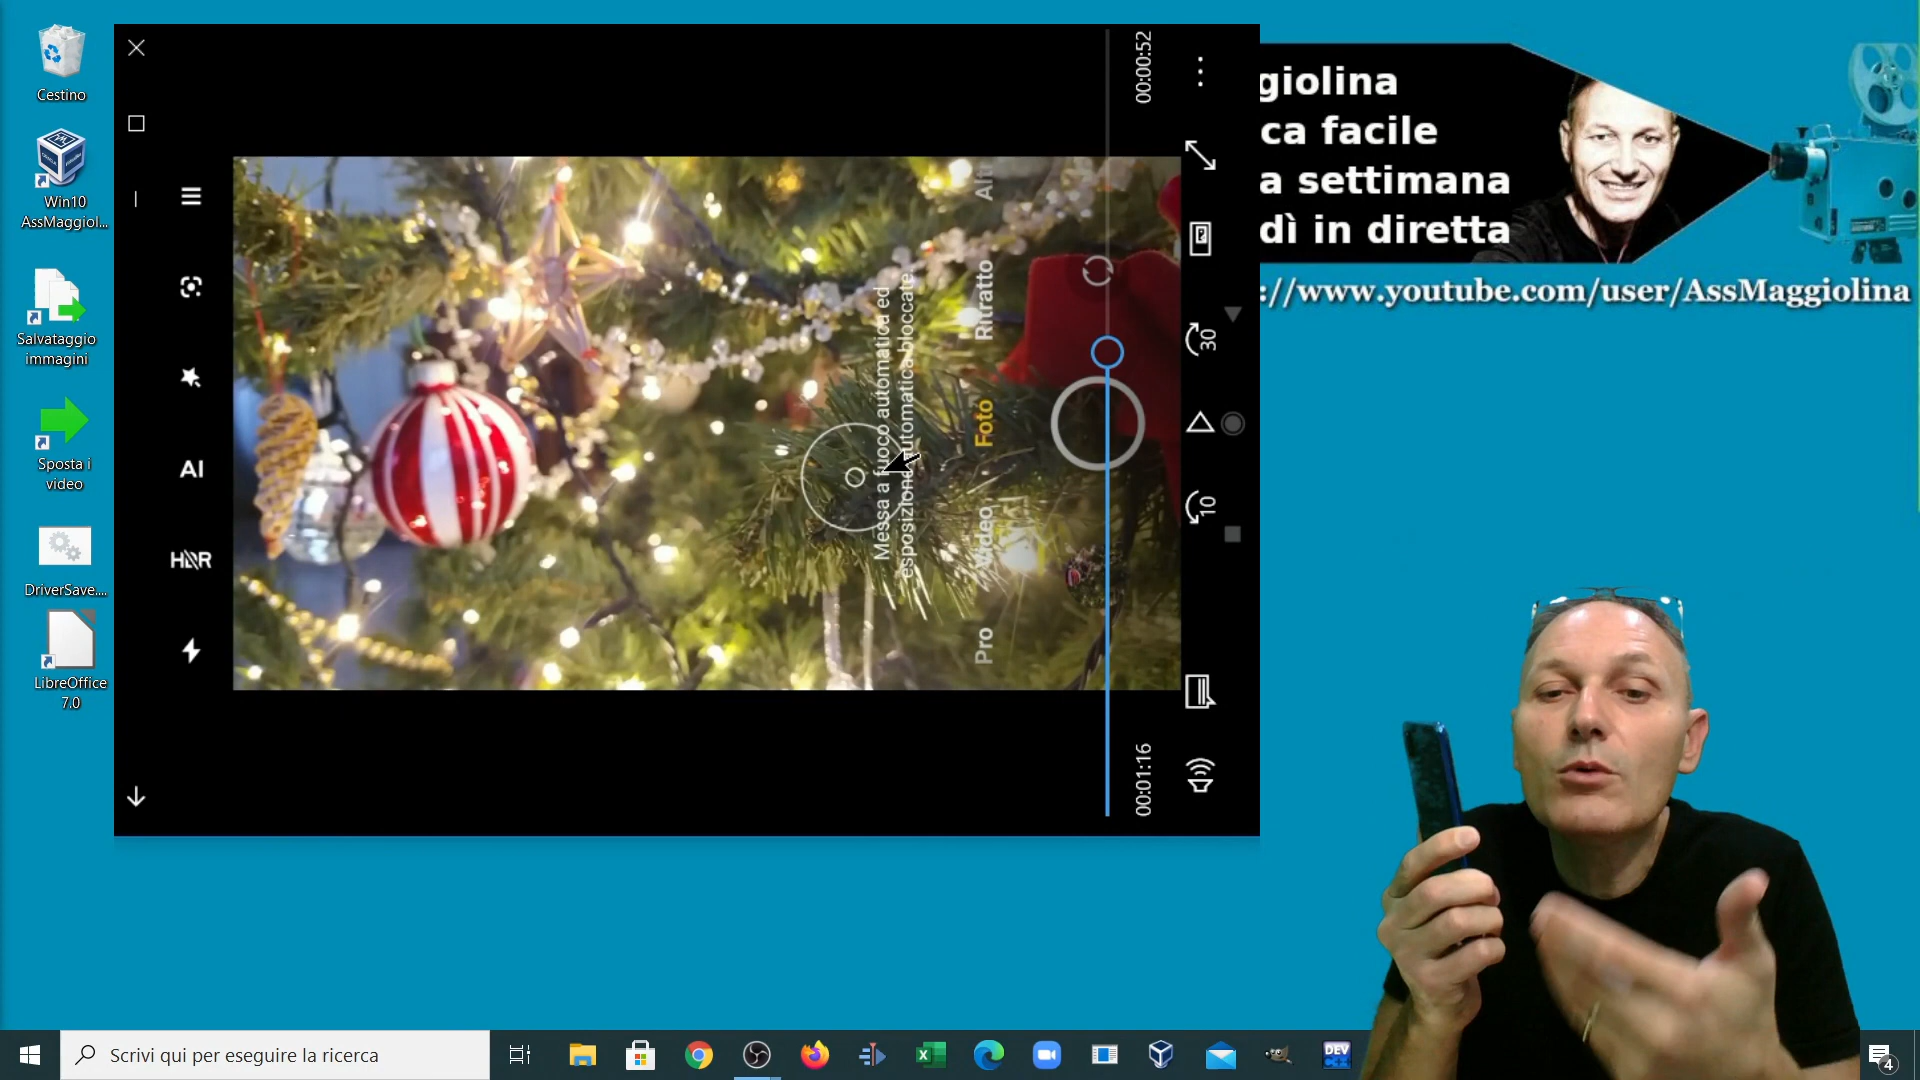 Cestino
Win10
AssMaggiol...
Salvataggio
immagini
Sposta i
video
DriverSave....
LibreOffice
7.0
AI
HDR
Messa a fuoco automatica ed
esposizione automatica bloccate.
Ritratto
Foto
Video
Pro
00:00:52
00:01:16
30
10
giolina
ca facile
a settimana
dì in diretta
://www.youtube.com/user/AssMaggiolina
Scrivi qui per eseguire la ricerca
DEV
C++
4